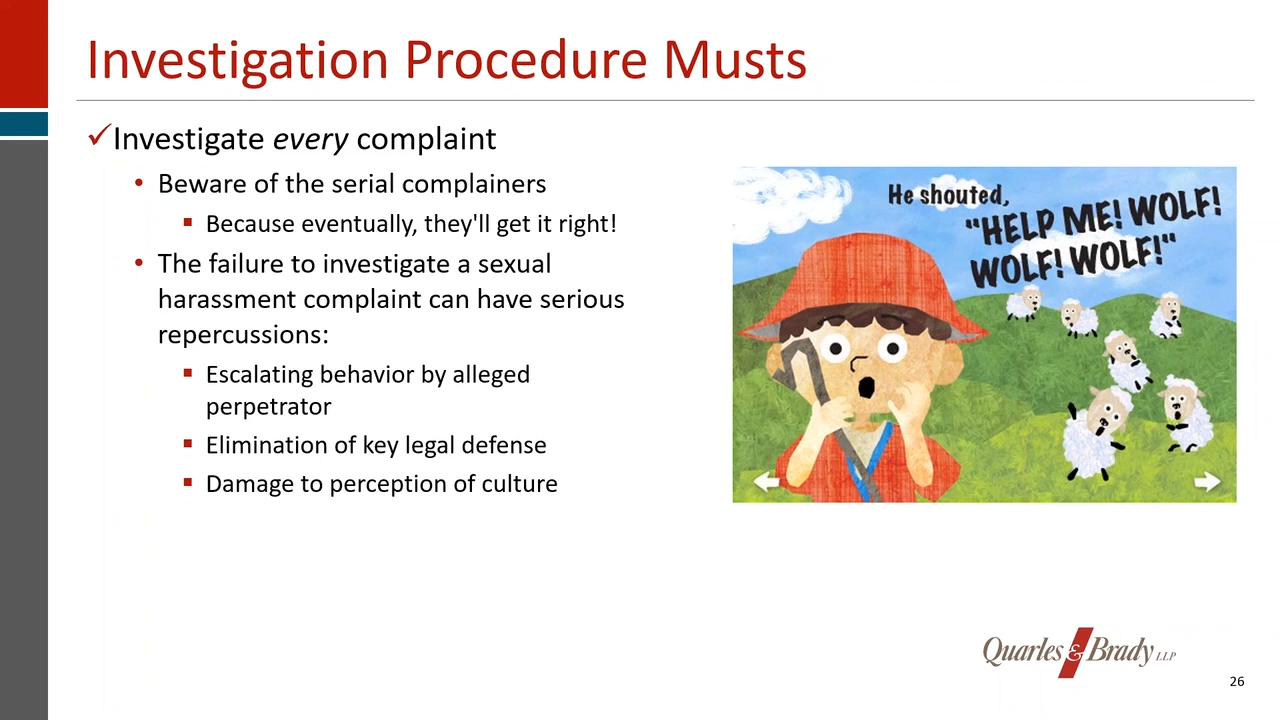 Investigation Procedure Musts
✓Investigate every complaint
• Beware of the serial complainers
▪ Because eventually, they'll get it right!
• The failure to investigate a sexual
harassment complaint can have serious
repercussions:
▪ Escalating behavior by alleged
perpetrator
▪ Elimination of key legal defense
▪ Damage to perception of culture
He shouted,
"HELP ME! WOLF!
WOLF! WOLF!"
Quarles & Brady LLP
26